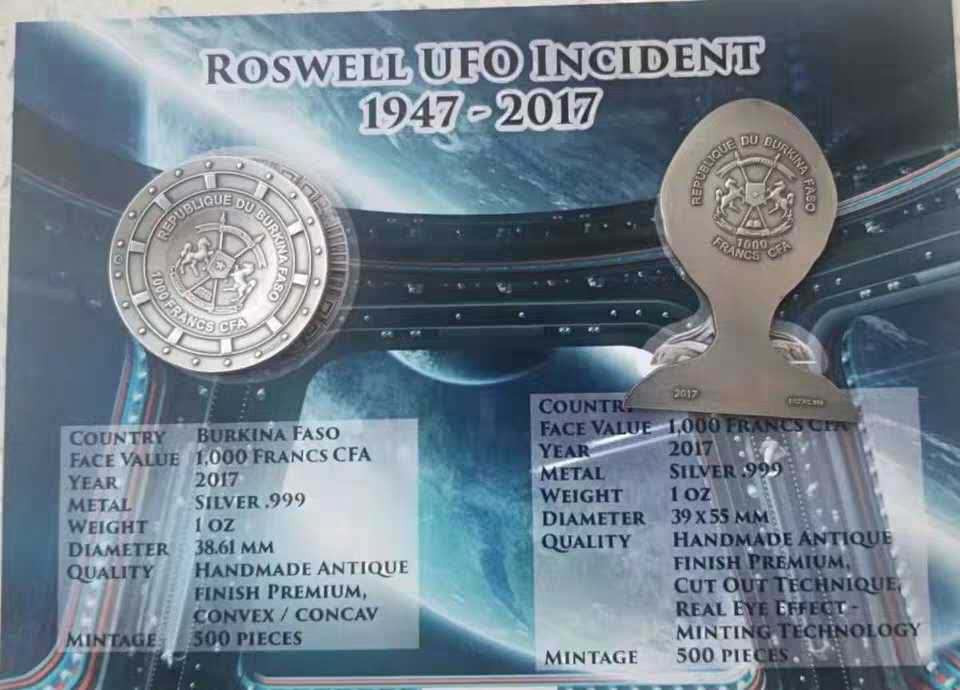 ROSWELL UFO INCIDENT
1947 - 2017
REPUBLIQUE DU BURKINA FASO
1000 FRANCS CFA
REPUBLIQUE DU BURKINA FASO
1000
FRANCS CFA
2017
COUNTRY BURKINA FASO
FACE VALUE 1,000 FRANCS CFA
YEAR 2017
METAL SILVER .999
WEIGHT 1 OZ
DIAMETER 38.61 MM
QUALITY HANDMADE ANTIQUE
FINISH PREMIUM,
CONVEX / CONCAV
MINTAGE 500 PIECES
FACE VALUE 1,000 FRANCS CFA
YEAR 2017
METAL SILVER .999
WEIGHT 1 OZ
DIAMETER 39 X 55 MM
QUALITY HANDMADE ANTIQUE
FINISH PREMIUM,
CUT OUT TECHNIQUE,
REAL EYE EFFECT -
MINTING TECHNOLOGY
MINTAGE 500 PIECES